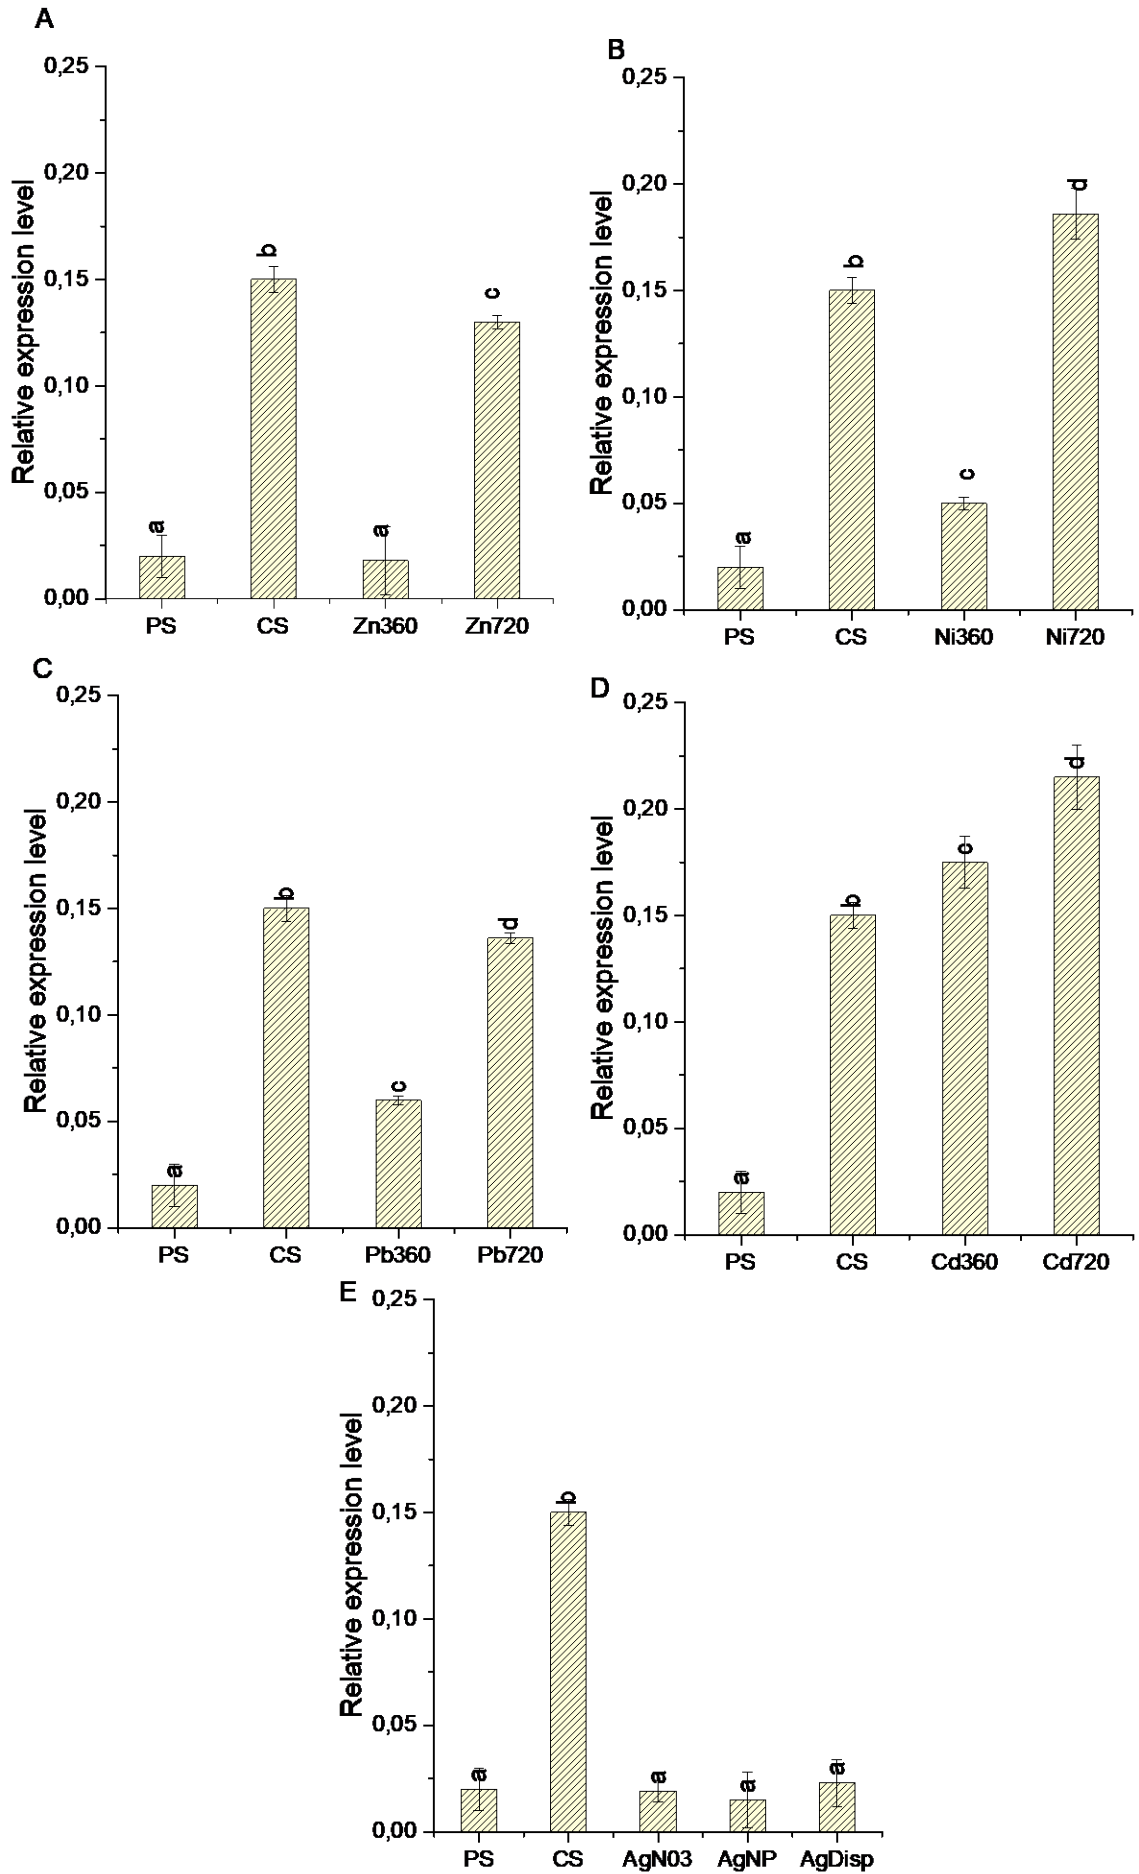 A
Relative expression level
0,25
0,20
0,15
0,10
0,05
0,00
a
b
a
c
PS CS Zn360 Zn720
B
Relative expression level
0,25
0,20
0,15
0,10
0,05
0,00
a
b
c
d
PS CS Ni360 Ni720
C
Relative expression level
0,25
0,20
0,15
0,10
0,05
0,00
a
b
c
d
PS CS Pb360 Pb720
D
Relative expression level
0,25
0,20
0,15
0,10
0,05
0,00
a
b
c
d
PS CS Cd360 Cd720
E
Relative expression level
0,25
0,20
0,15
0,10
0,05
0,00
a
b
a
a
a
PS CS AgN03 AgNP AgDisp